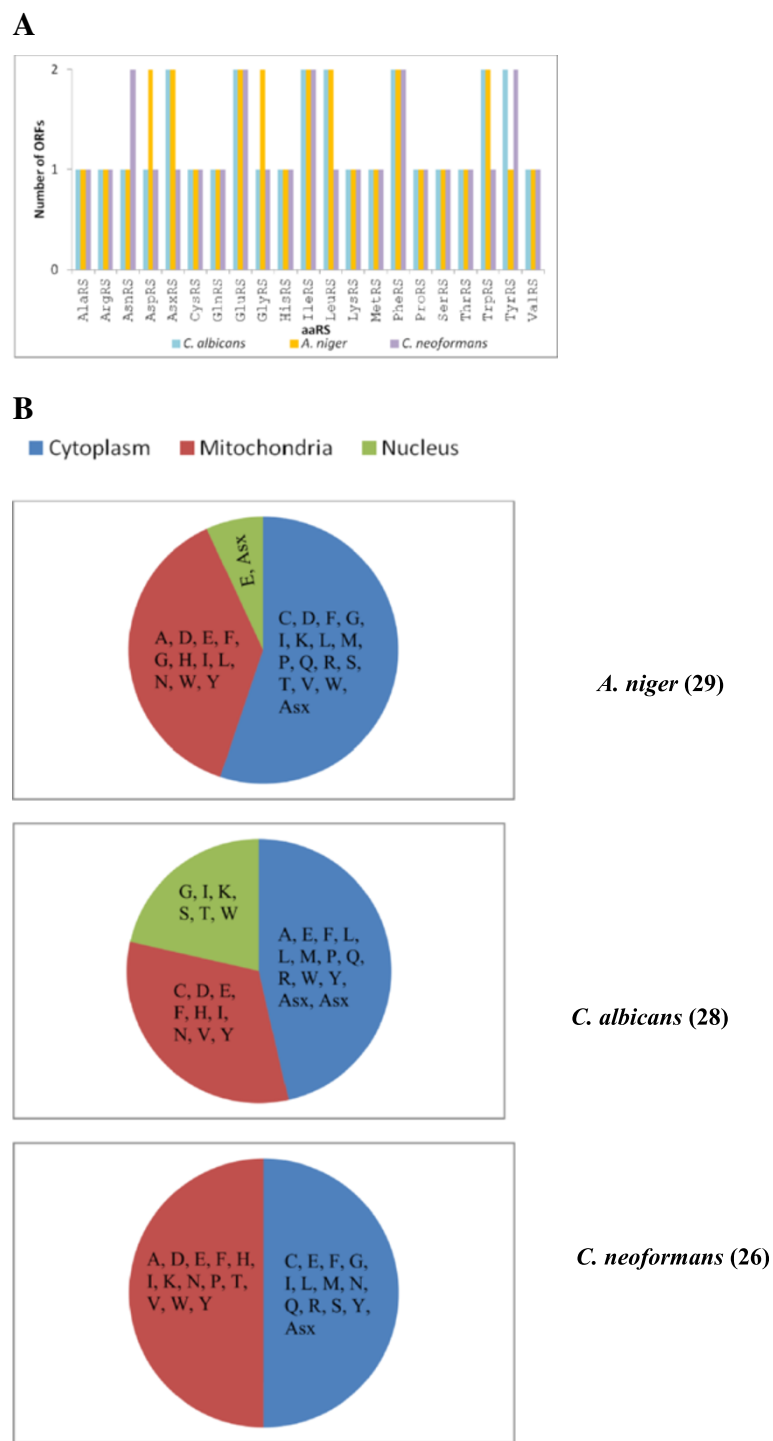 A
2
1
0
Number of ORFs
AlaRS
ArgRS
AsnRS
AspRS
AsxRS
CysRS
GlnRS
GluRS
GlyRS
HisRS
IleRS
LeuRS
LysRS
MetRS
PheRS
ProRS
SerRS
ThrRS
TrpRS
TyrRS
ValRS
aaRS
C. albicans A. niger C. neoformans
B
Cytoplasm Mitochondria Nucleus
E, Asx
A, D, E, F,
G, H, I, L,
N, W, Y
C, D, F, G,
I, K, L, M,
P, Q, R, S,
T, V, W,
Asx
A. niger (29)
G, I, K,
S, T, W
C, D, E,
F, H, I,
N, V, Y
A, E, F, L,
L, M, P, Q,
R, W, Y,
Asx, Asx
C. albicans (28)
A, D, E, F, H,
I, K, N, P, T,
V, W, Y
C, E, F, G,
I, L, M, N,
Q, R, S, Y,
Asx
C. neoformans (26)